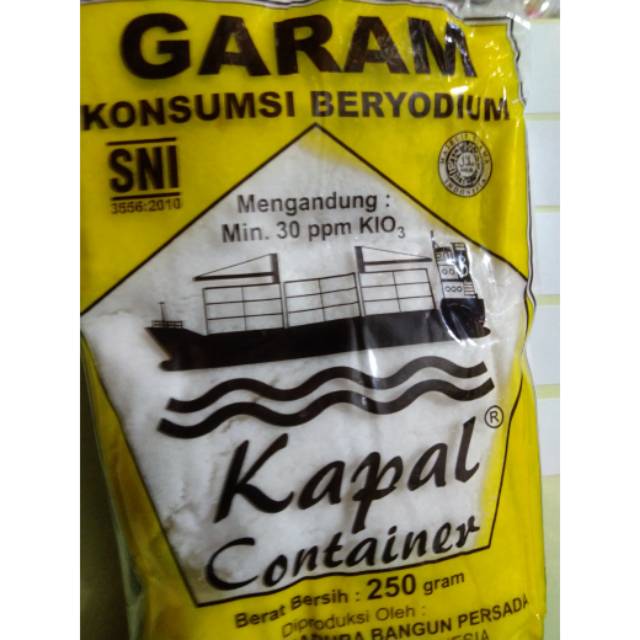 GARAM
KONSUMSI BERYODIUM
SNI
3556:2010
Mengandung :
Min. 30 ppm KIO3
Kapal ®
Container
Berat Bersih : 250 gram
Diproduksi Oleh :
BANGUN PERSADA